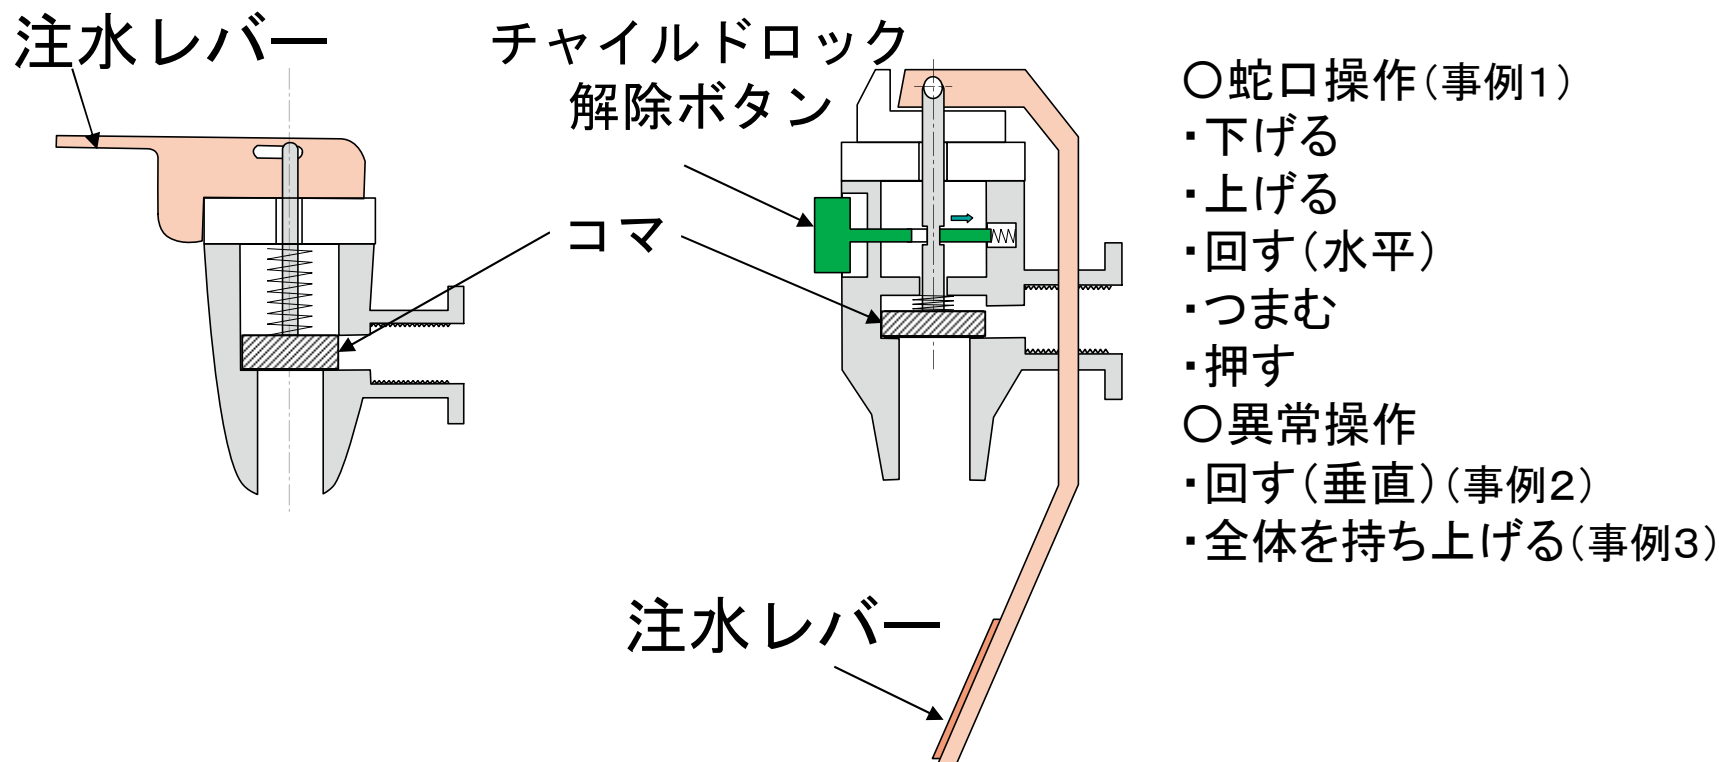 注水レバー
チャイルドロック
解除ボタン
コマ
注水レバー
○蛇口操作(事例1)
・下げる
・上げる
・回す(水平)
・つまむ
・押す
○異常操作
・回す(垂直)(事例2)
・全体を持ち上げる(事例3)